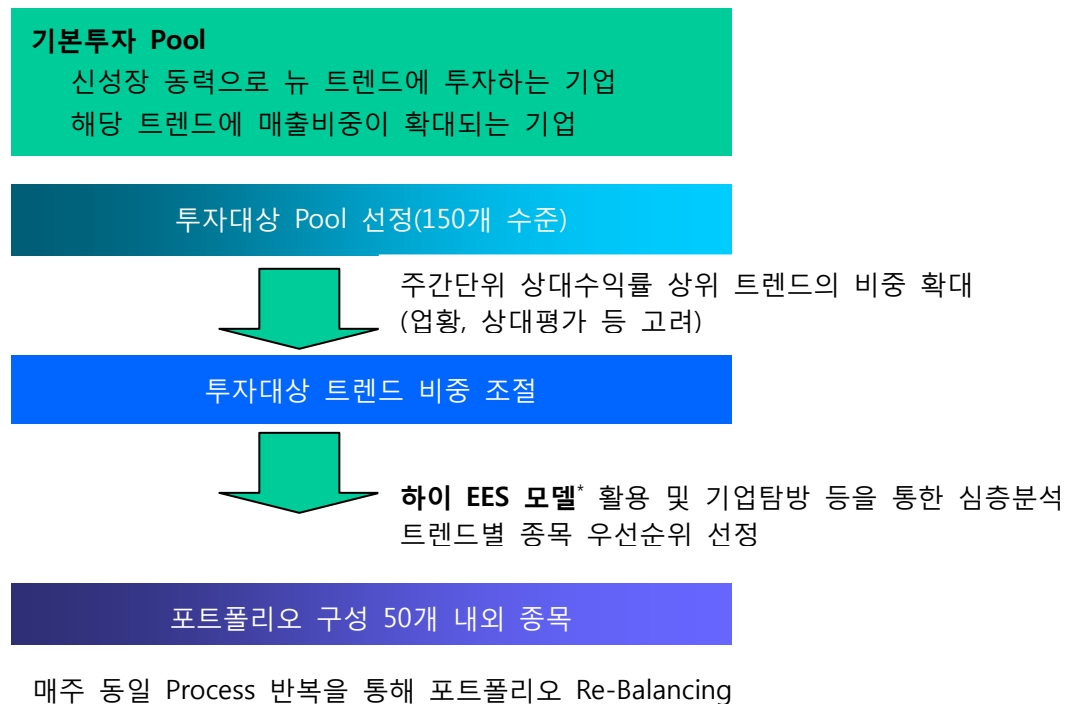 기본투자 Pool
신성장 동력으로 뉴 트렌드에 투자하는 기업
해당 트렌드에 매출비중이 확대되는 기업
투자대상 Pool 선정(150개 수준)
주간단위 상대수익률 상위 트렌드의 비중 확대
(업황, 상대평가 등 고려)
투자대상 트렌드 비중 조절
하이 EES 모델* 활용 및 기업탐방 등을 통한 심층분석
트렌드별 종목 우선순위 선정
포트폴리오 구성 50개 내외 종목
매주 동일 Process 반복을 통해 포트폴리오 Re-Balancing